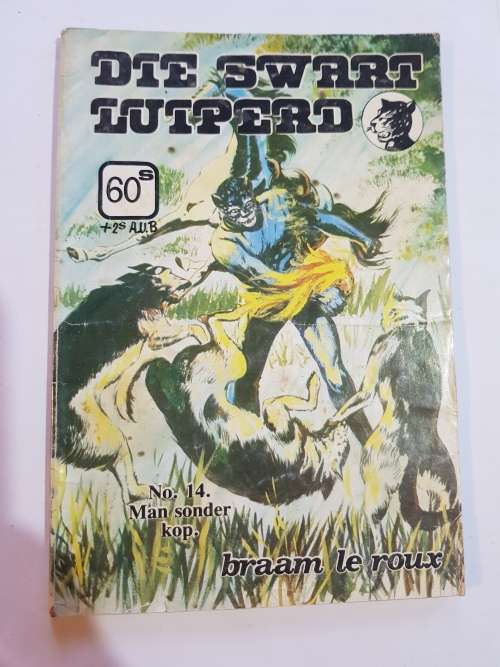 DIE SWART
LUIPERD
60s
+2s A.V.B
No. 14.
Man sonder
kop.
braam le roux